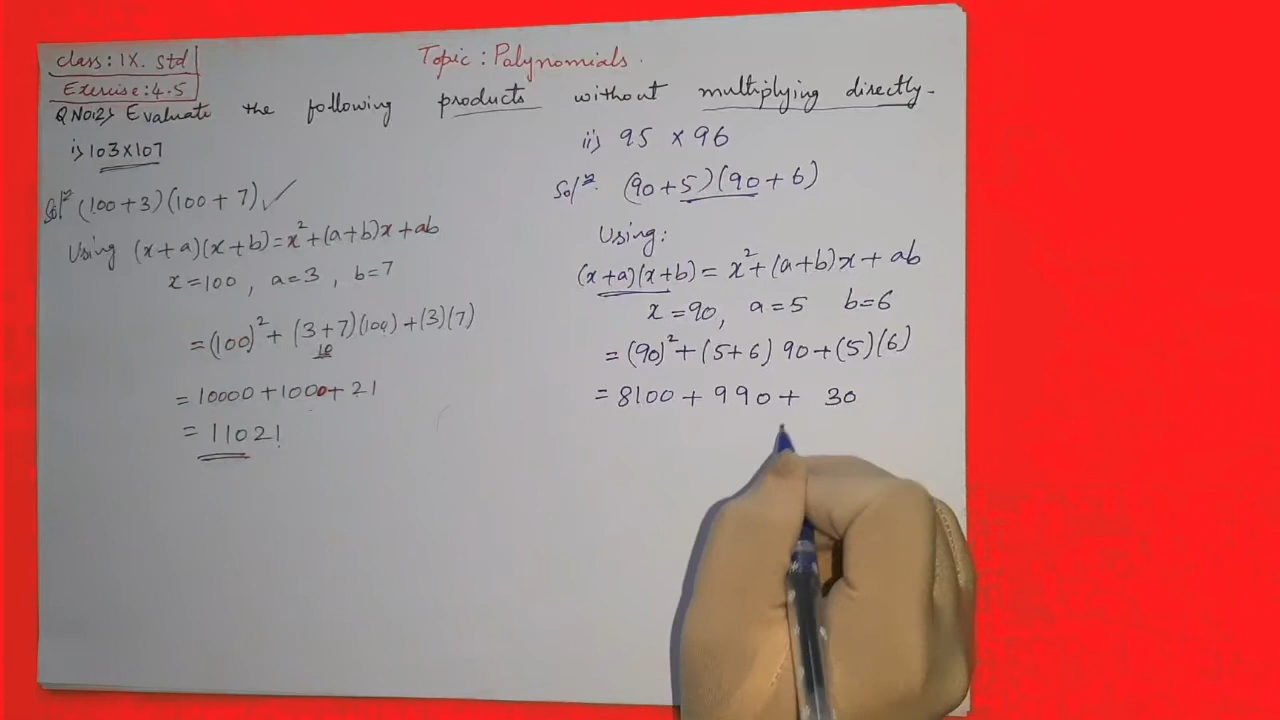 class: IX. Std
Topic: Polynomials.
Exercise: 4.5
Q NO:2) Evaluate the following products without multiplying directly.
i) 103 x 107
Solⁿ (100 + 3) (100 + 7)
Using (x + a) (x + b) = x² + (a + b)x + ab
x = 100 , a = 3 , b = 7
= (100)² + (3 + 7)(100) + (3)(7)
10
= 10000 + 1000 + 21
= 11021
ii) 95 x 96
Solⁿ. (90 + 5) (90 + 6)
Using:
(x + a)(x + b) = x² + (a + b)x + ab
x = 90, a = 5 b = 6
= (90)² + (5 + 6) 90 + (5)(6)
= 8100 + 990 + 30